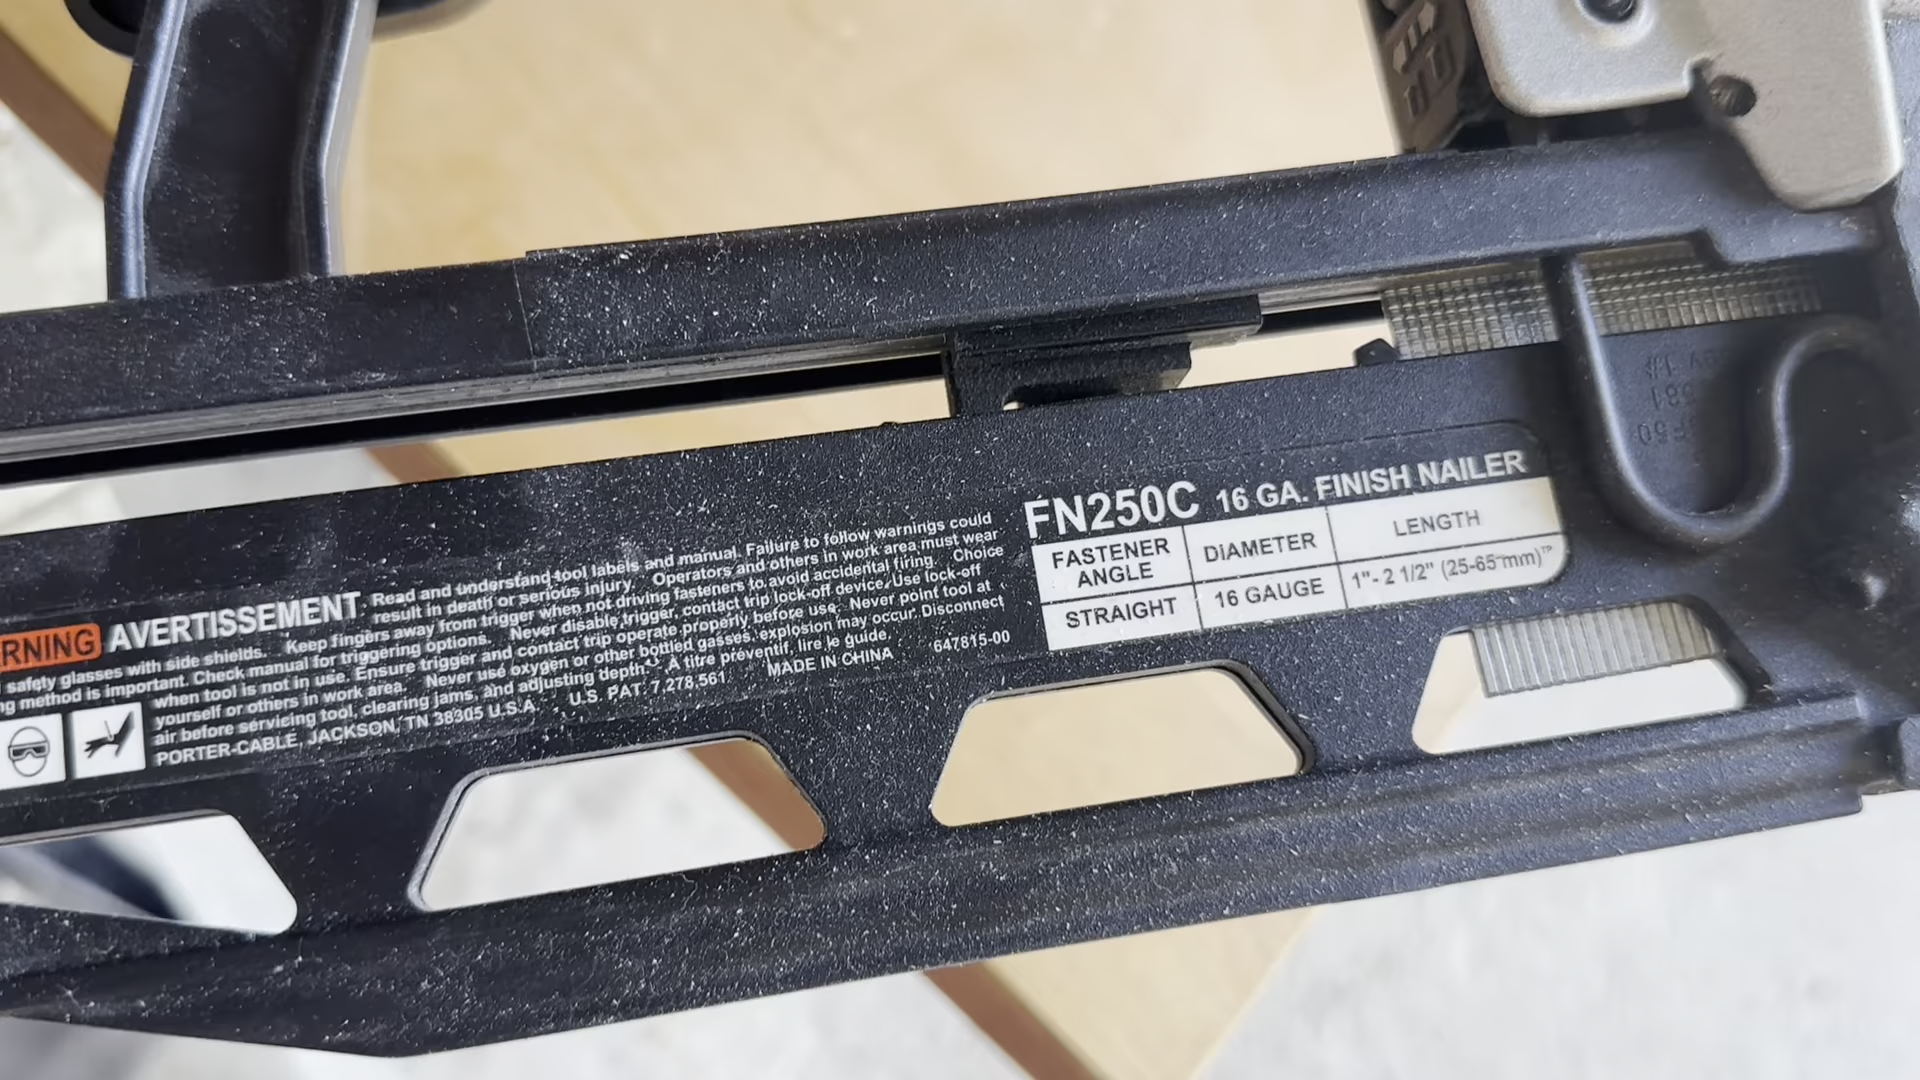 FN250C 16 GA. FINISH NAILER
FASTENER ANGLE DIAMETER LENGTH
STRAIGHT 16 GAUGE 1"- 2 1/2" (25-65 mm)
RNING AVERTISSEMENT Read and understand tool labels and manual. Failure to follow warnings could
result in death or serious injury. Operators and others in work area must wear
safety glasses with side shields. Keep fingers away from trigger when not driving fasteners to avoid accidental firing. Choice
ng method is important. Check manual for triggering options. Never disable trigger, contact trip lock-off device. Use lock-off
when tool is not in use. Ensure trigger and contact trip operate properly before use. Never point tool at
yourself or others in work area. Never use oxygen or other bottled gasses, explosion may occur. Disconnect
air before servicing tool, clearing jams, and adjusting depth. À titre préventif, lire le guide.
PORTER-CABLE, JACKSON, TN 38305 U.S.A U.S. PAT. 7,278,561 MADE IN CHINA 647815-00